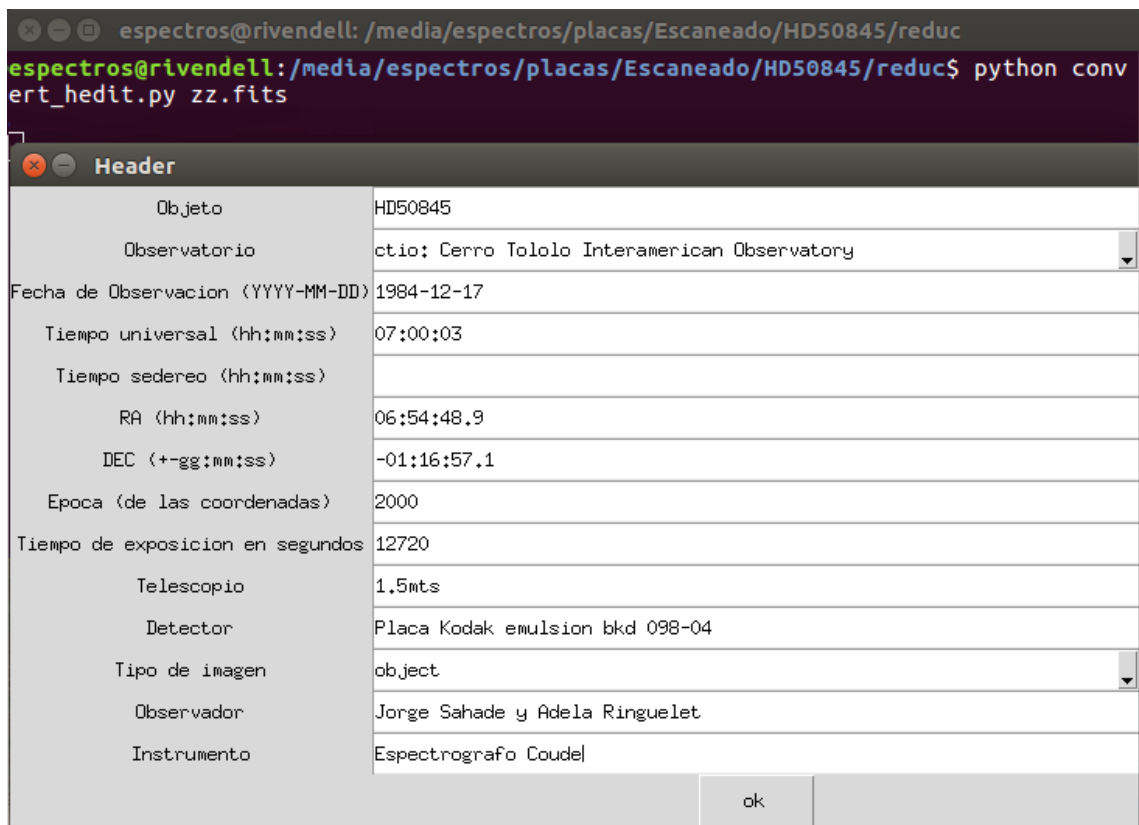 espectros@rivendell: /media/espectros/placas/Escaneado/HD50845/reduc
espectros@rivendell:/media/espectros/placas/Escaneado/HD50845/reduc$ python conv
ert_hedit.py zz.fits
Header
Objeto HD50845
Observatorio ctio: Cerro Tololo Interamerican Observatory
Fecha de Observacion (YYYY-MM-DD) 1984-12-17
Tiempo universal (hh:mm:ss) 07:00:03
Tiempo sedereo (hh:mm:ss)
RA (hh:mm:ss) 06:54:48.9
DEC (+-gg:mm:ss) -01:16:57.1
Epoca (de las coordenadas) 2000
Tiempo de exposicion en segundos 12720
Telescopio 1.5mts
Detector Placa Kodak emulsion bkd 098-04
Tipo de imagen object
Observador Jorge Sahade y Adela Ringuelet
Instrumento Espectrografo Coude
ok